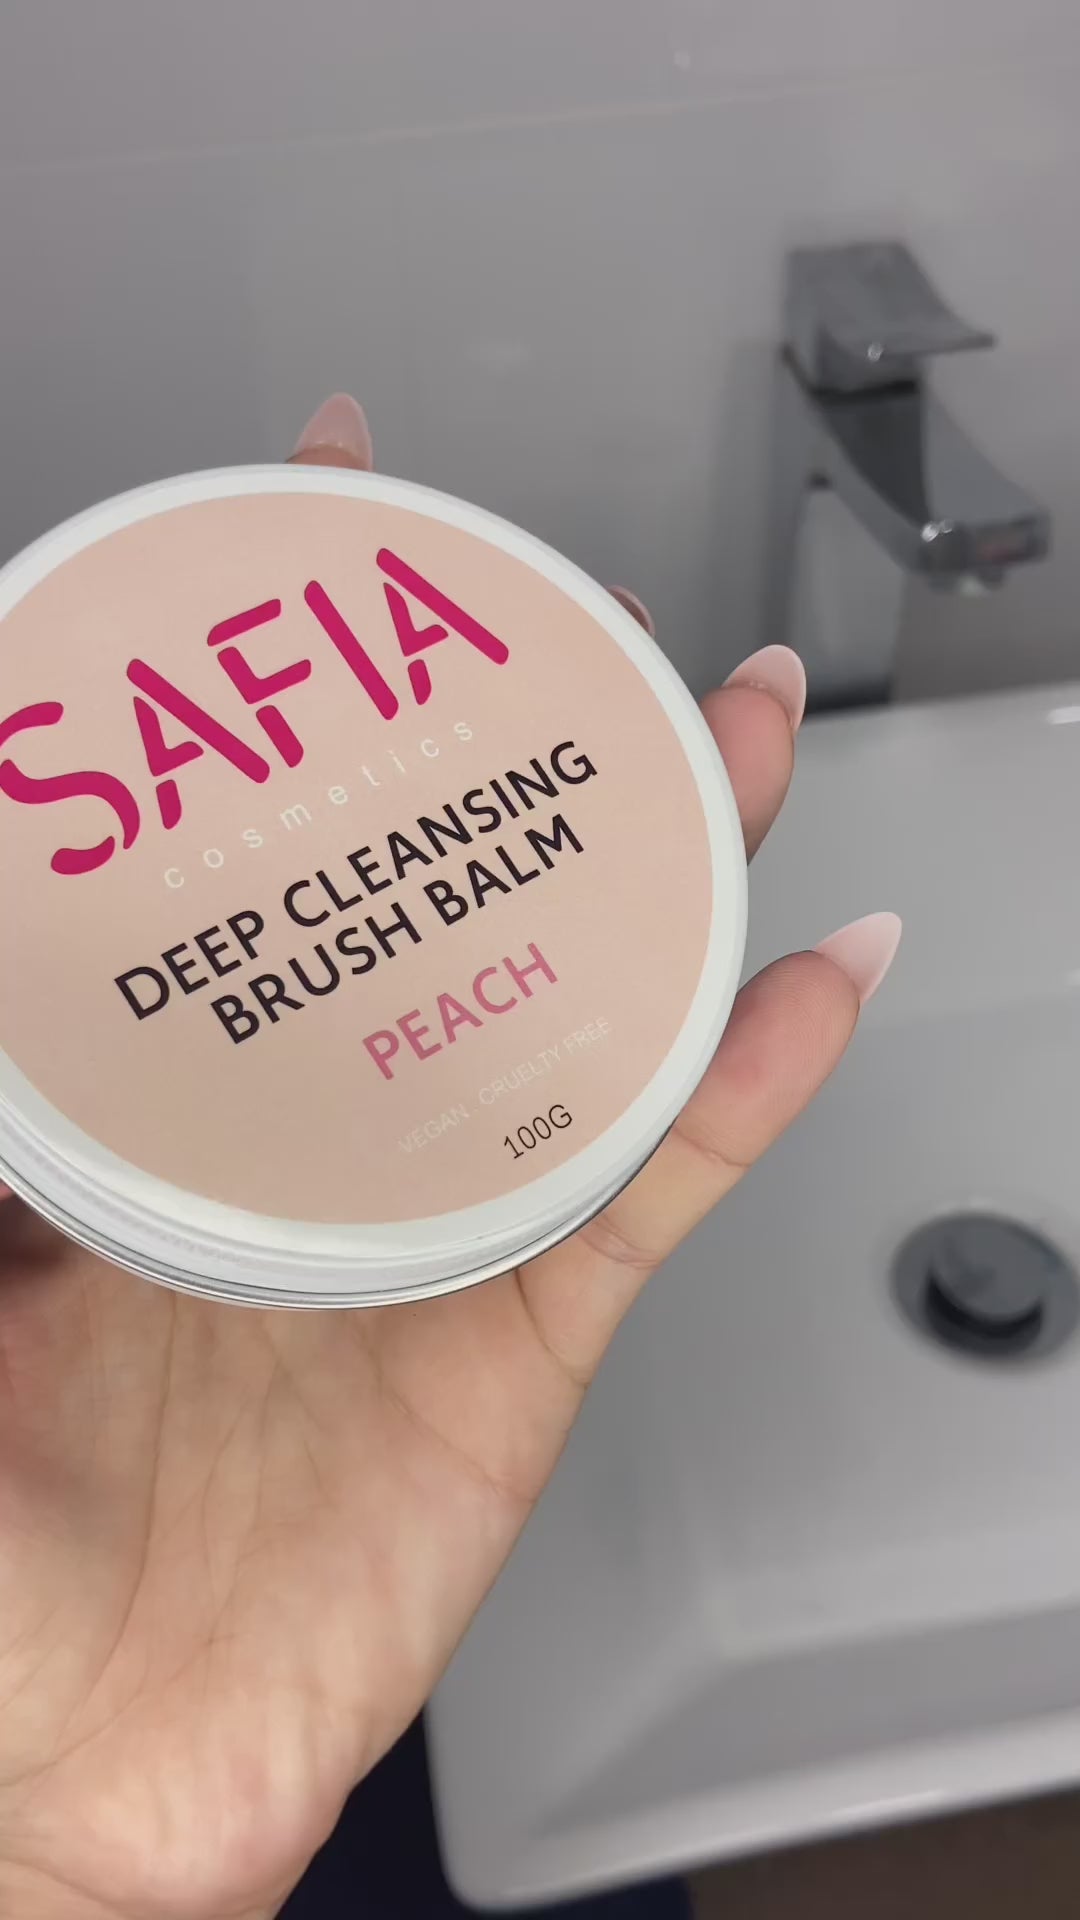 SAFIA
cosmetics
DEEP CLEANSING
BRUSH BALM
PEACH
VEGAN . CRUELTY FREE
100G